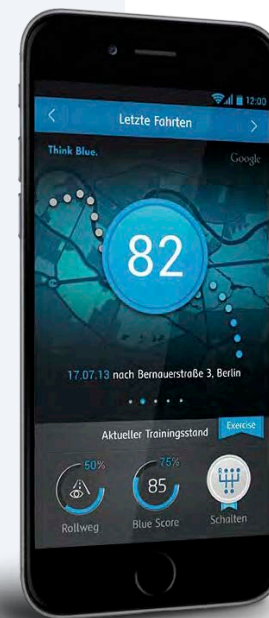 12:00
Letzte Fahrten
Think Blue.
Google
82
17.07.13 nach Bernauerstraße 3, Berlin
Aktueller Trainingsstand
Exercise
50%
75%
85
R
Rollweg
Blue Score
Schalten